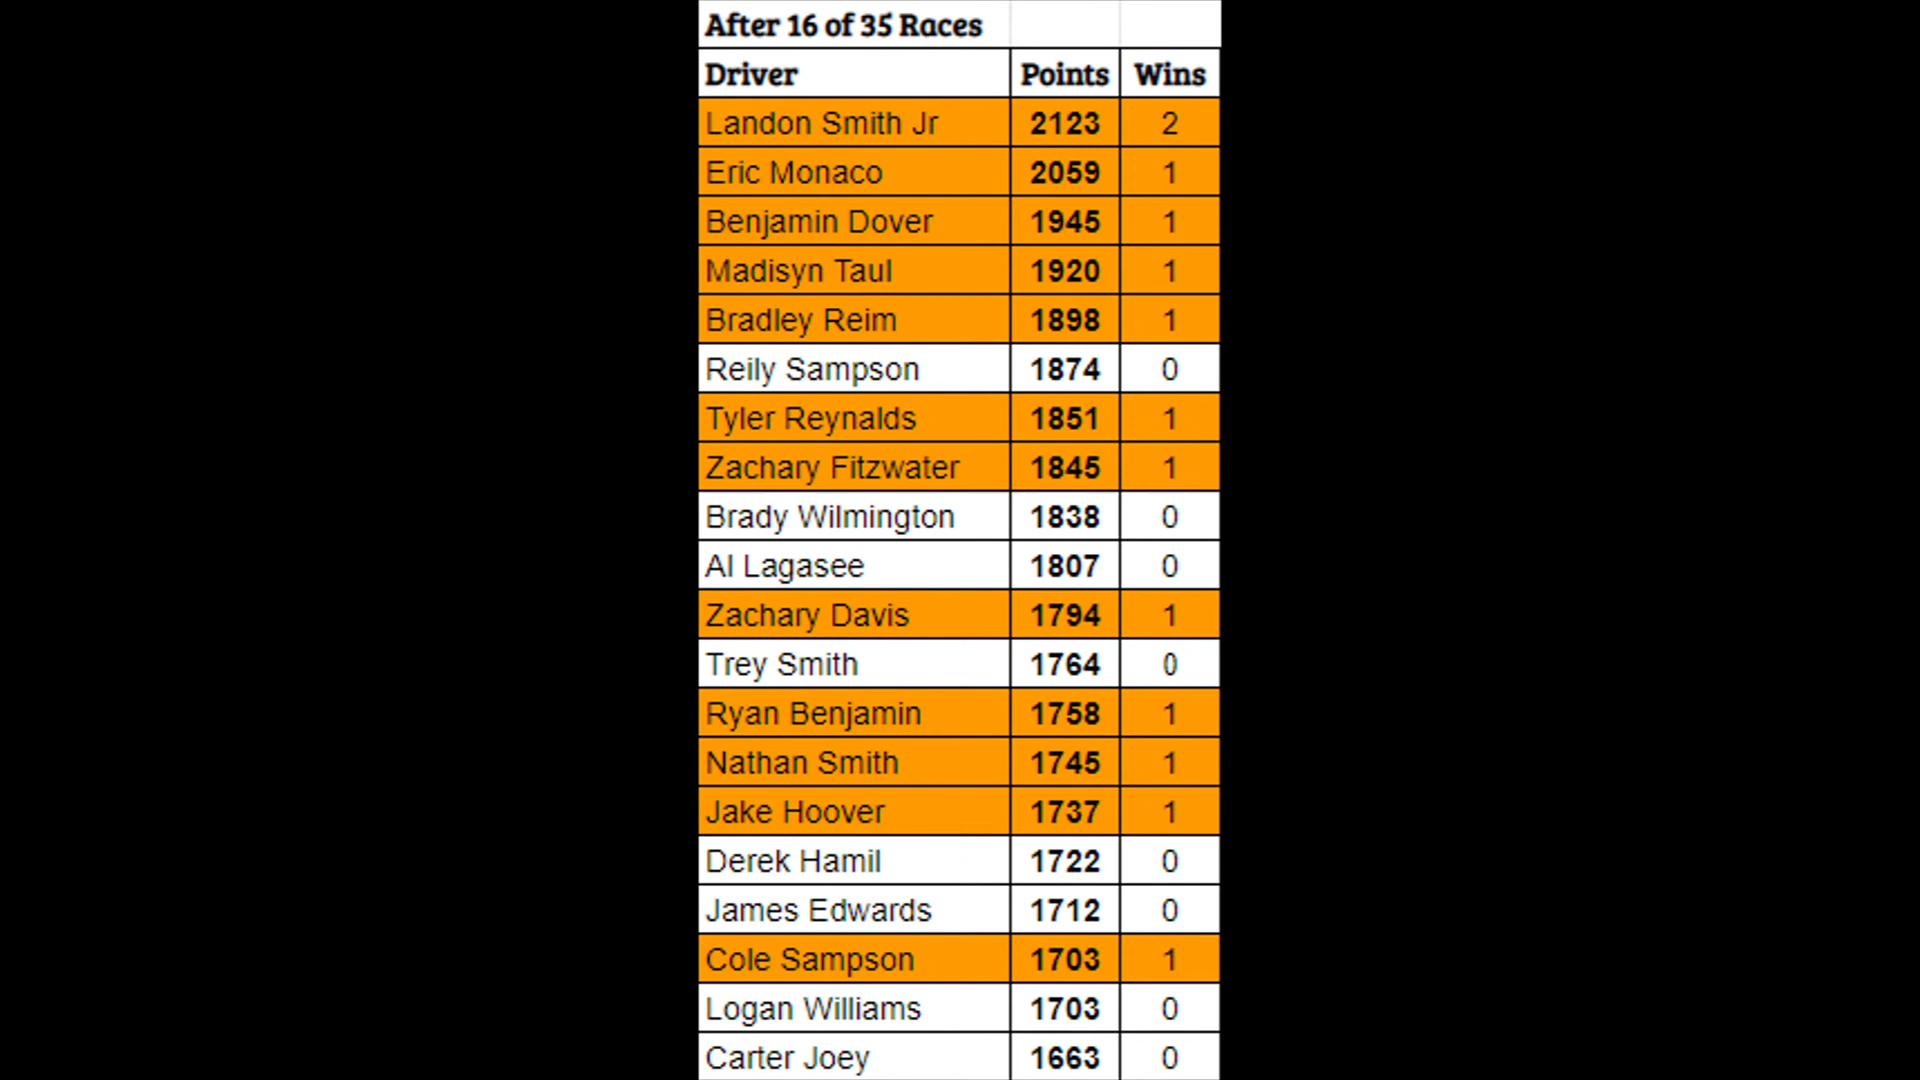 After 16 of 35 Races
Driver Points Wins
Landon Smith Jr 2123 2
Eric Monaco 2059 1
Benjamin Dover 1945 1
Madisyn Taul 1920 1
Bradley Reim 1898 1
Reily Sampson 1874 0
Tyler Reynalds 1851 1
Zachary Fitzwater 1845 1
Brady Wilmington 1838 0
Al Lagasee 1807 0
Zachary Davis 1794 1
Trey Smith 1764 0
Ryan Benjamin 1758 1
Nathan Smith 1745 1
Jake Hoover 1737 1
Derek Hamil 1722 0
James Edwards 1712 0
Cole Sampson 1703 1
Logan Williams 1703 0
Carter Joey 1663 0